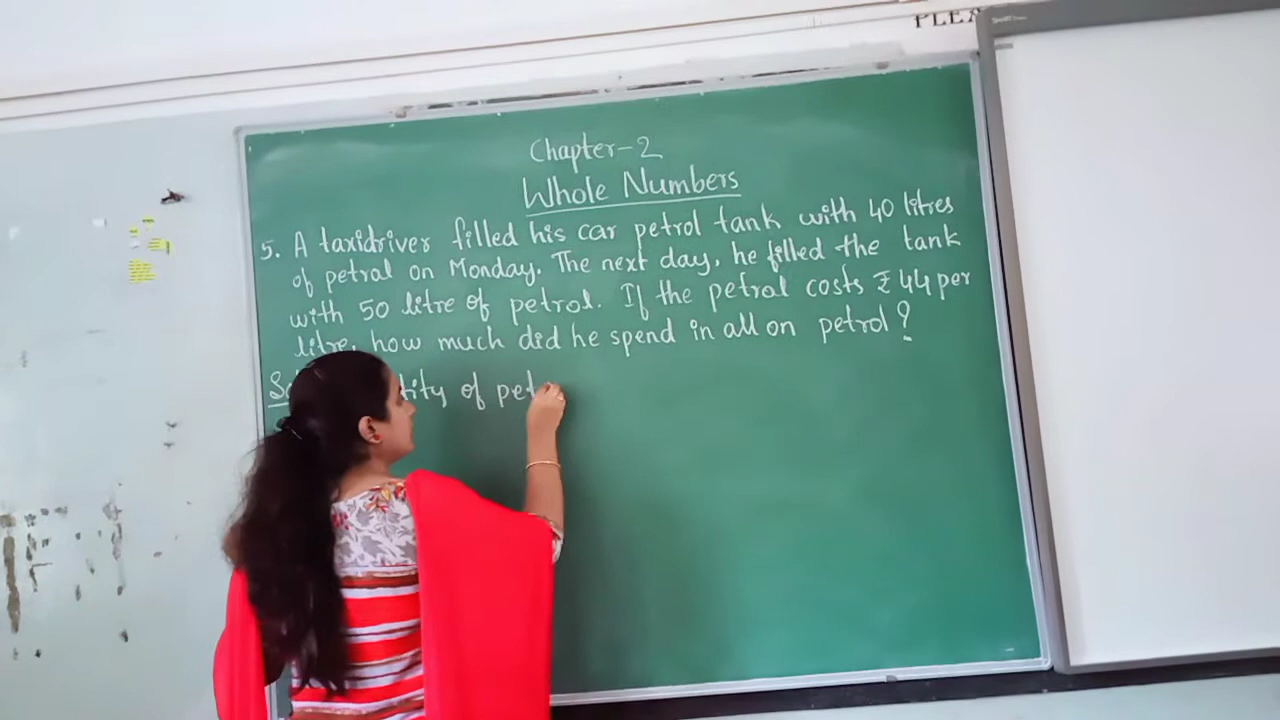 PLEX
Chapter-2
Whole Numbers
5. A taxidriver filled his car petrol tank with 40 litres
of petrol on Monday. The next day, he filled the tank
with 50 litre of petrol. If the petrol costs ₹ 44 per
litre, how much did he spend in all on petrol?
tity of pet